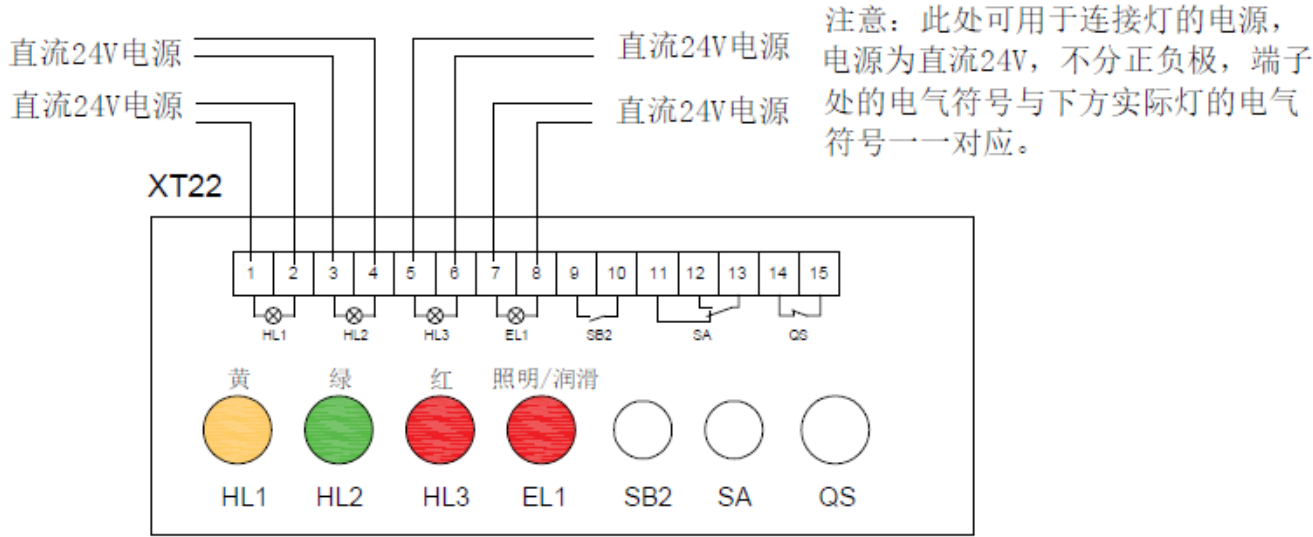 直流24V电源
直流24V电源
直流24V电源
直流24V电源
注意：此处可用于连接灯的电源，
电源为直流24V，不分正负极，端子
处的电气符号与下方实际灯的电气
符号一一对应。
XT22
1 2 3 4 5 6 7 8 9 10 11 12 13 14 15
HL1 HL2 HL3 EL1 SB2 SA QS
黄 绿 红 照明/润滑
HL1 HL2 HL3 EL1 SB2 SA QS